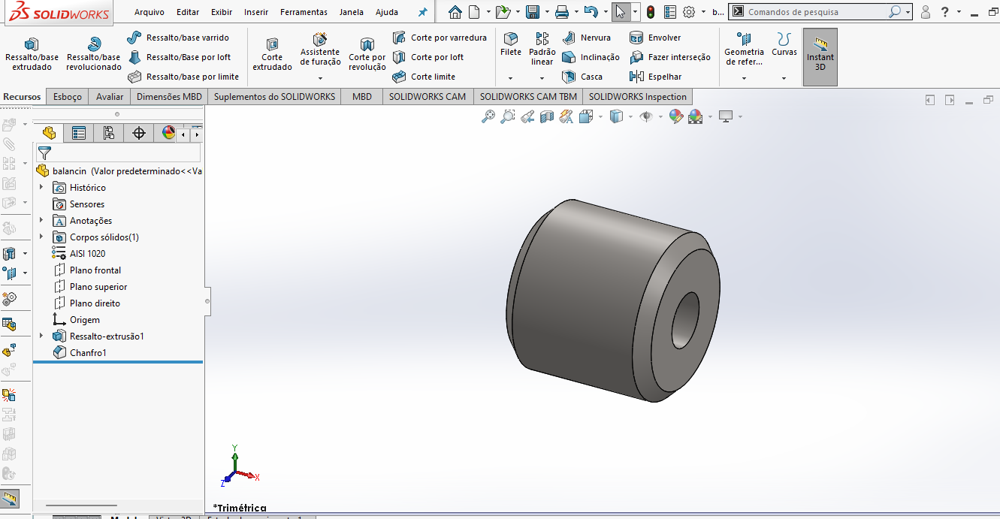 SOLIDWORKS
Arquivo Editar Exibir Inserir Ferramentas Janela Ajuda
b...
Comandos de pesquisa
?
Ressalto/base extrudado
Ressalto/base revolucionado
Ressalto/base varrido
Ressalto/Base por loft
Ressalto/base por limite
Corte extrudado
Assistente de furação
Corte por revolução
Corte por varredura
Corte por loft
Corte limite
Filete
Padrão linear
Nervura
Inclinação
Casca
Envolver
Fazer interseção
Espelhar
Geometria de refer...
Curvas
Instant 3D
Recursos Esboço Avaliar Dimensões MBD Suplementos do SOLIDWORKS MBD SOLIDWORKS CAM SOLIDWORKS CAM TBM SOLIDWORKS Inspection
balancin (Valor predeterminado<<Va
Histórico
Sensores
Anotações
Corpos sólidos(1)
AISI 1020
Plano frontal
Plano superior
Plano direito
Origem
Ressalto-extrusão1
Chanfro1
Y
X
Z
*Trimétrica